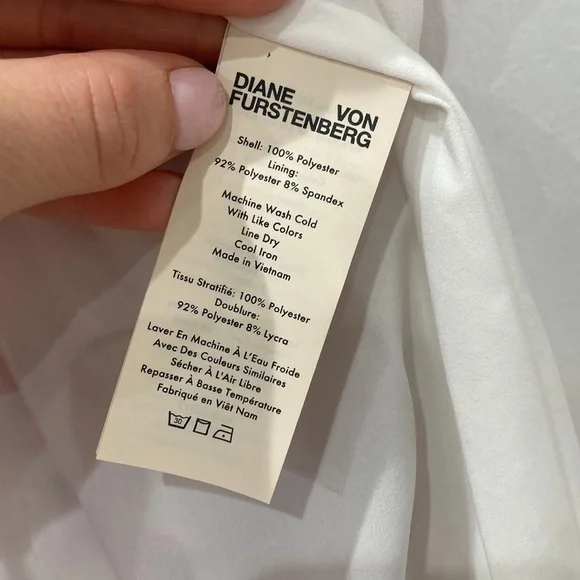 DIANE VON
FURSTENBERG
Shell: 100% Polyester
Lining:
92% Polyester 8% Spandex
Machine Wash Cold
With Like Colors
Line Dry
Cool Iron
Made in Vietnam
Tissu Stratifié: 100% Polyester
Doublure:
92% Polyester 8% Lycra
Laver En Machine À L'Eau Froide
Avec Des Couleurs Similaires
Sécher À L'Air Libre
Repasser À Basse Température
Fabriqué en Viêt Nam
30